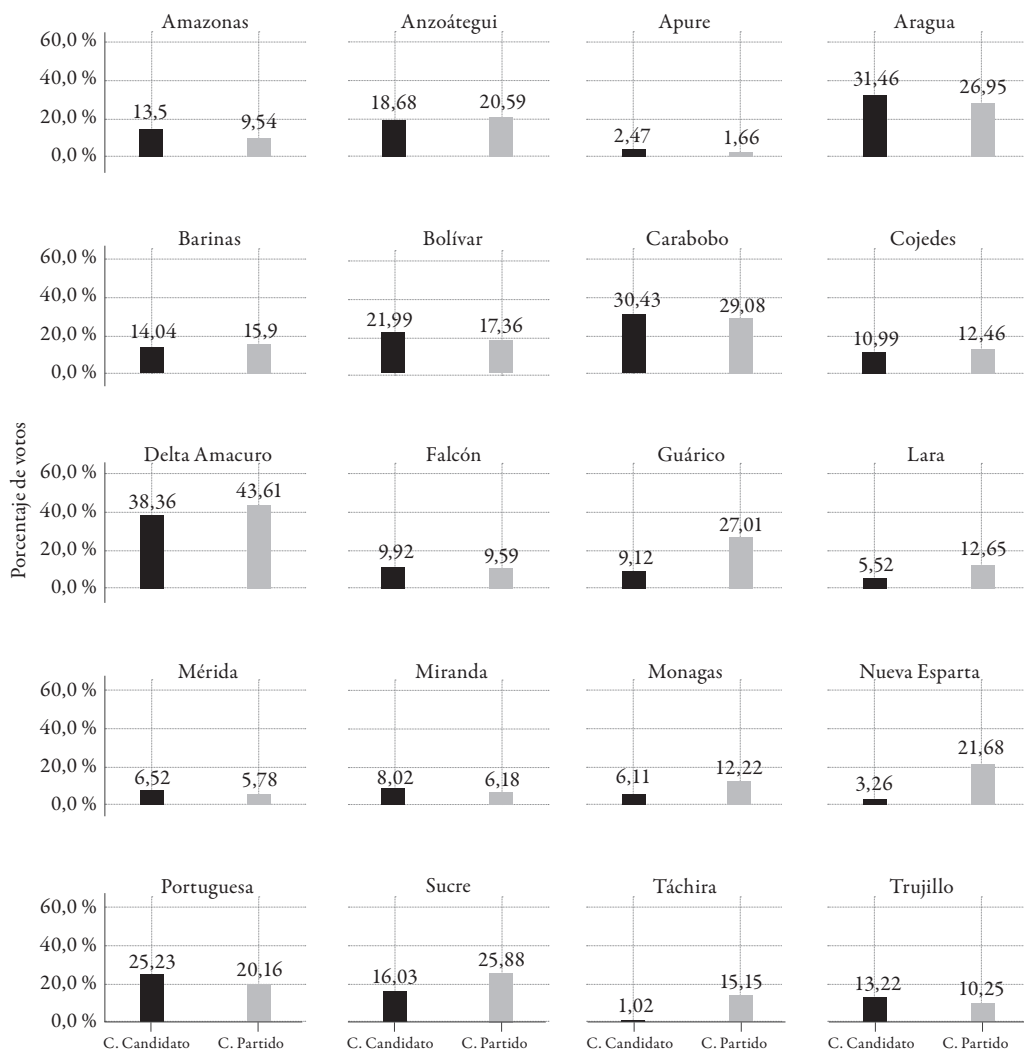 Porcentaje de votos
Amazonas Anzoátegui Apure Aragua
60,0 %
40,0 %
20,0 %
0,0 %
13,5 9,54 18,68 20,59 2,47 1,66 31,46 26,95
Barinas Bolívar Carabobo Cojedes
60,0 %
40,0 %
20,0 %
0,0 %
14,04 15,9 21,99 17,36 30,43 29,08 10,99 12,46
Delta Amacuro Falcón Guárico Lara
60,0 %
40,0 %
20,0 %
0,0 %
38,36 43,61 9,92 9,59 9,12 27,01 5,52 12,65
Mérida Miranda Monagas Nueva Esparta
60,0 %
40,0 %
20,0 %
0,0 %
6,52 5,78 8,02 6,18 6,11 12,22 3,26 21,68
Portuguesa Sucre Táchira Trujillo
60,0 %
40,0 %
20,0 %
0,0 %
25,23 20,16 16,03 25,88 1,02 15,15 13,22 10,25
C. Candidato C. Partido C. Candidato C. Partido C. Candidato C. Partido C. Candidato C. Partido